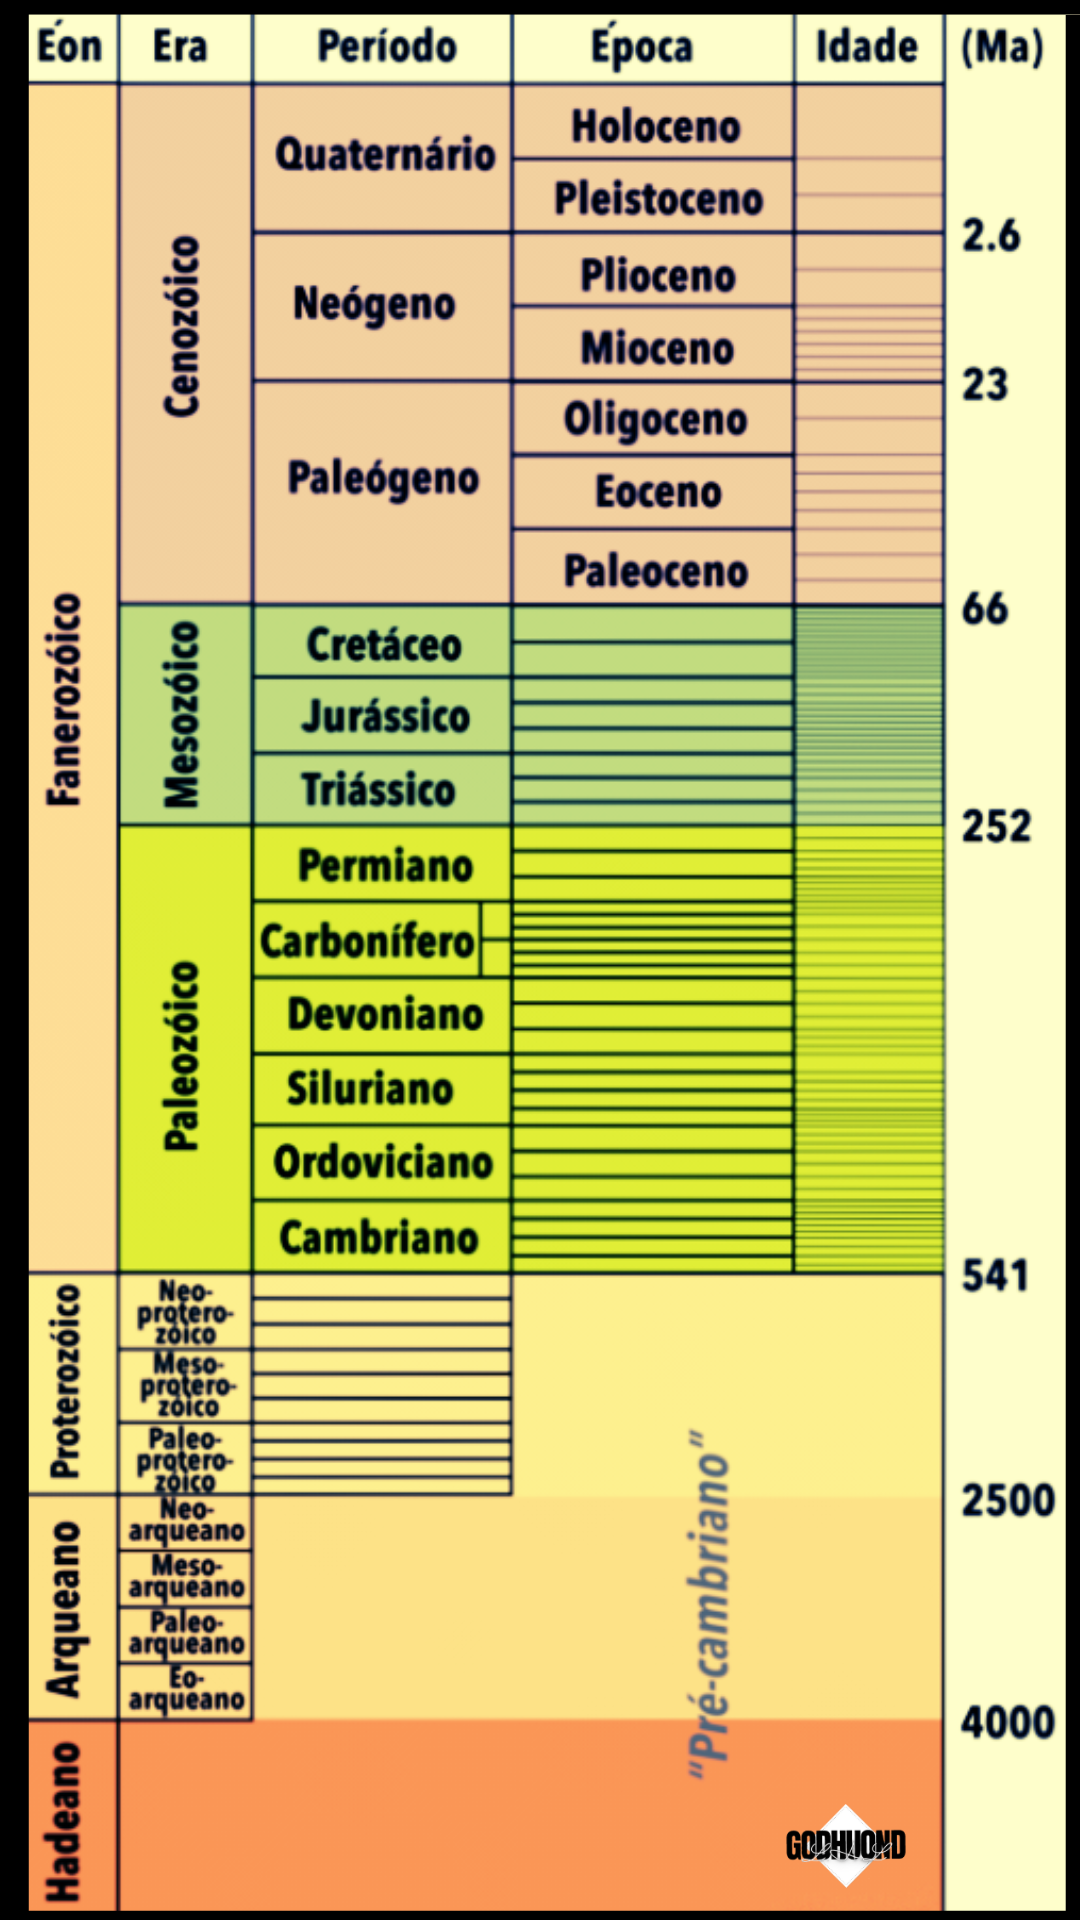 Éon Era Período Época Idade (Ma)
Fanerozóico
Cenozóico
Quaternário
Holoceno
Pleistoceno
2.6
Neógeno
Plioceno
Mioceno
23
Paleógeno
Oligoceno
Eoceno
Paleoceno
66
Mesozóico
Cretáceo
Jurássico
Triássico
252
Paleozóico
Permiano
Carbonífero
Devoniano
Siluriano
Ordoviciano
Cambriano
541
Proterozóico
Neo-
protero-
zóico
Meso-
protero-
zóico
Paleo-
protero-
zóico
2500
Arqueano
Neo-
arqueano
Meso-
arqueano
Paleo-
arqueano
Eo-
arqueano
4000
Hadeano
"Pré-cambriano"
GODHUOND